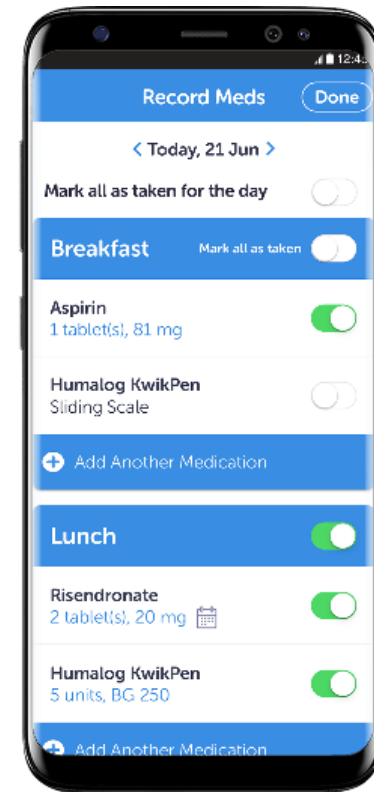 12:45
Record Meds
Done
< Today, 21 Jun >
Mark all as taken for the day
Breakfast
Mark all as taken
Aspirin
1 tablet(s), 81 mg
Humalog KwikPen
Sliding Scale
Add Another Medication
Lunch
Risendronate
2 tablet(s), 20 mg
Humalog KwikPen
5 units, BG 250
Add Another Medication